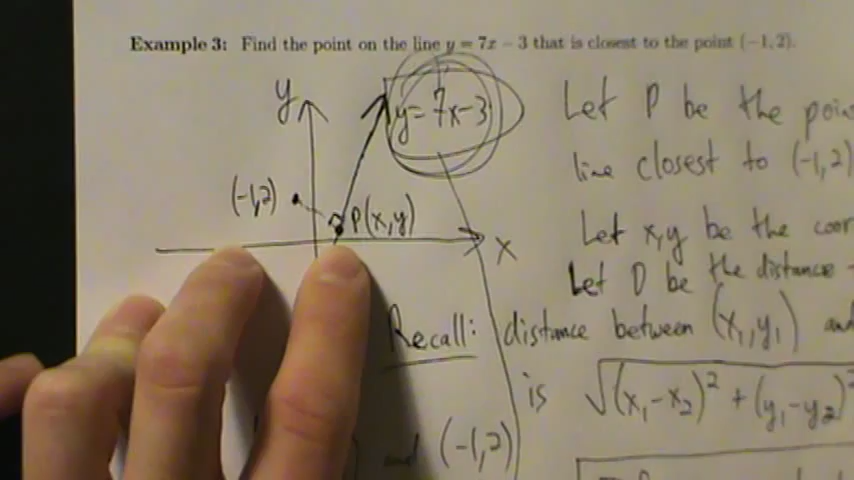 Example 3: Find the point on the line y = 7x − 3 that is closest to the point (−1, 2).
y
y = 7x-3
(-1,2)
P(x,y)
x
Let P be the
line closest to (-1,2)
Let x,y be the
Let D be the distance
Recall: distance between (x₁,y₁) and
is √(x₁-x₂)² + (y₁-y₂)²
and (-1,2)